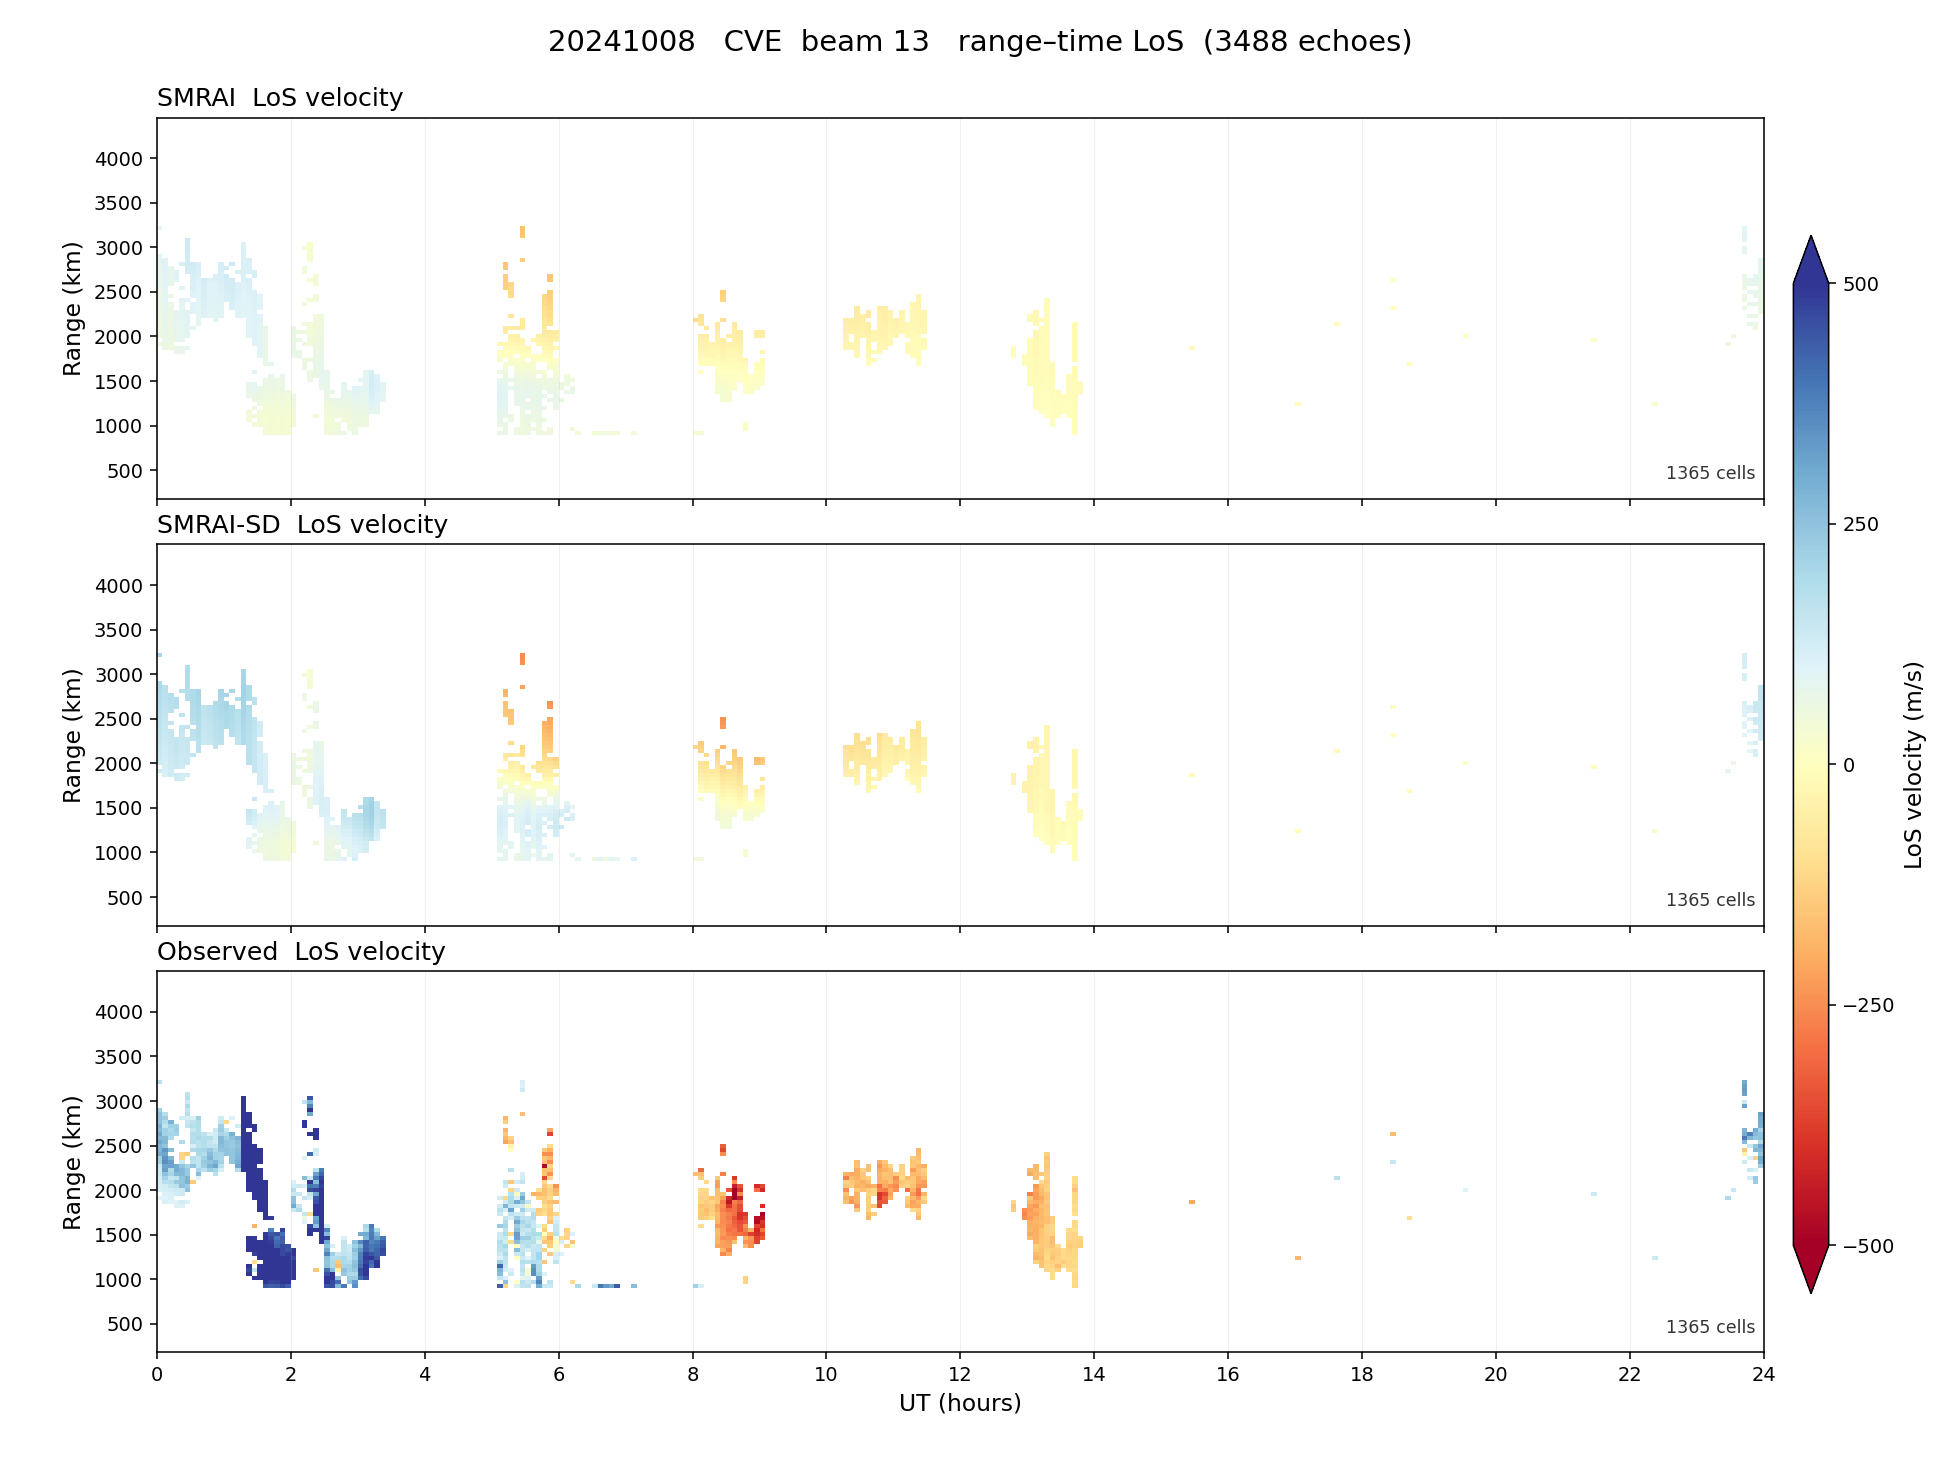 20241008   CVE  beam 13   range–time LoS  (3488 echoes)
SMRAI  LoS velocity
4000
3500
3000
2500
2000
1500
1000
500
Range (km)
1365 cells
SMRAI-SD  LoS velocity
4000
3500
3000
2500
2000
1500
1000
500
Range (km)
1365 cells
Observed  LoS velocity
4000
3500
3000
2500
2000
1500
1000
500
Range (km)
1365 cells
0 2 4 6 8 10 12 14 16 18 20 22 24
UT (hours)
500
250
0
−250
−500
LoS velocity (m/s)